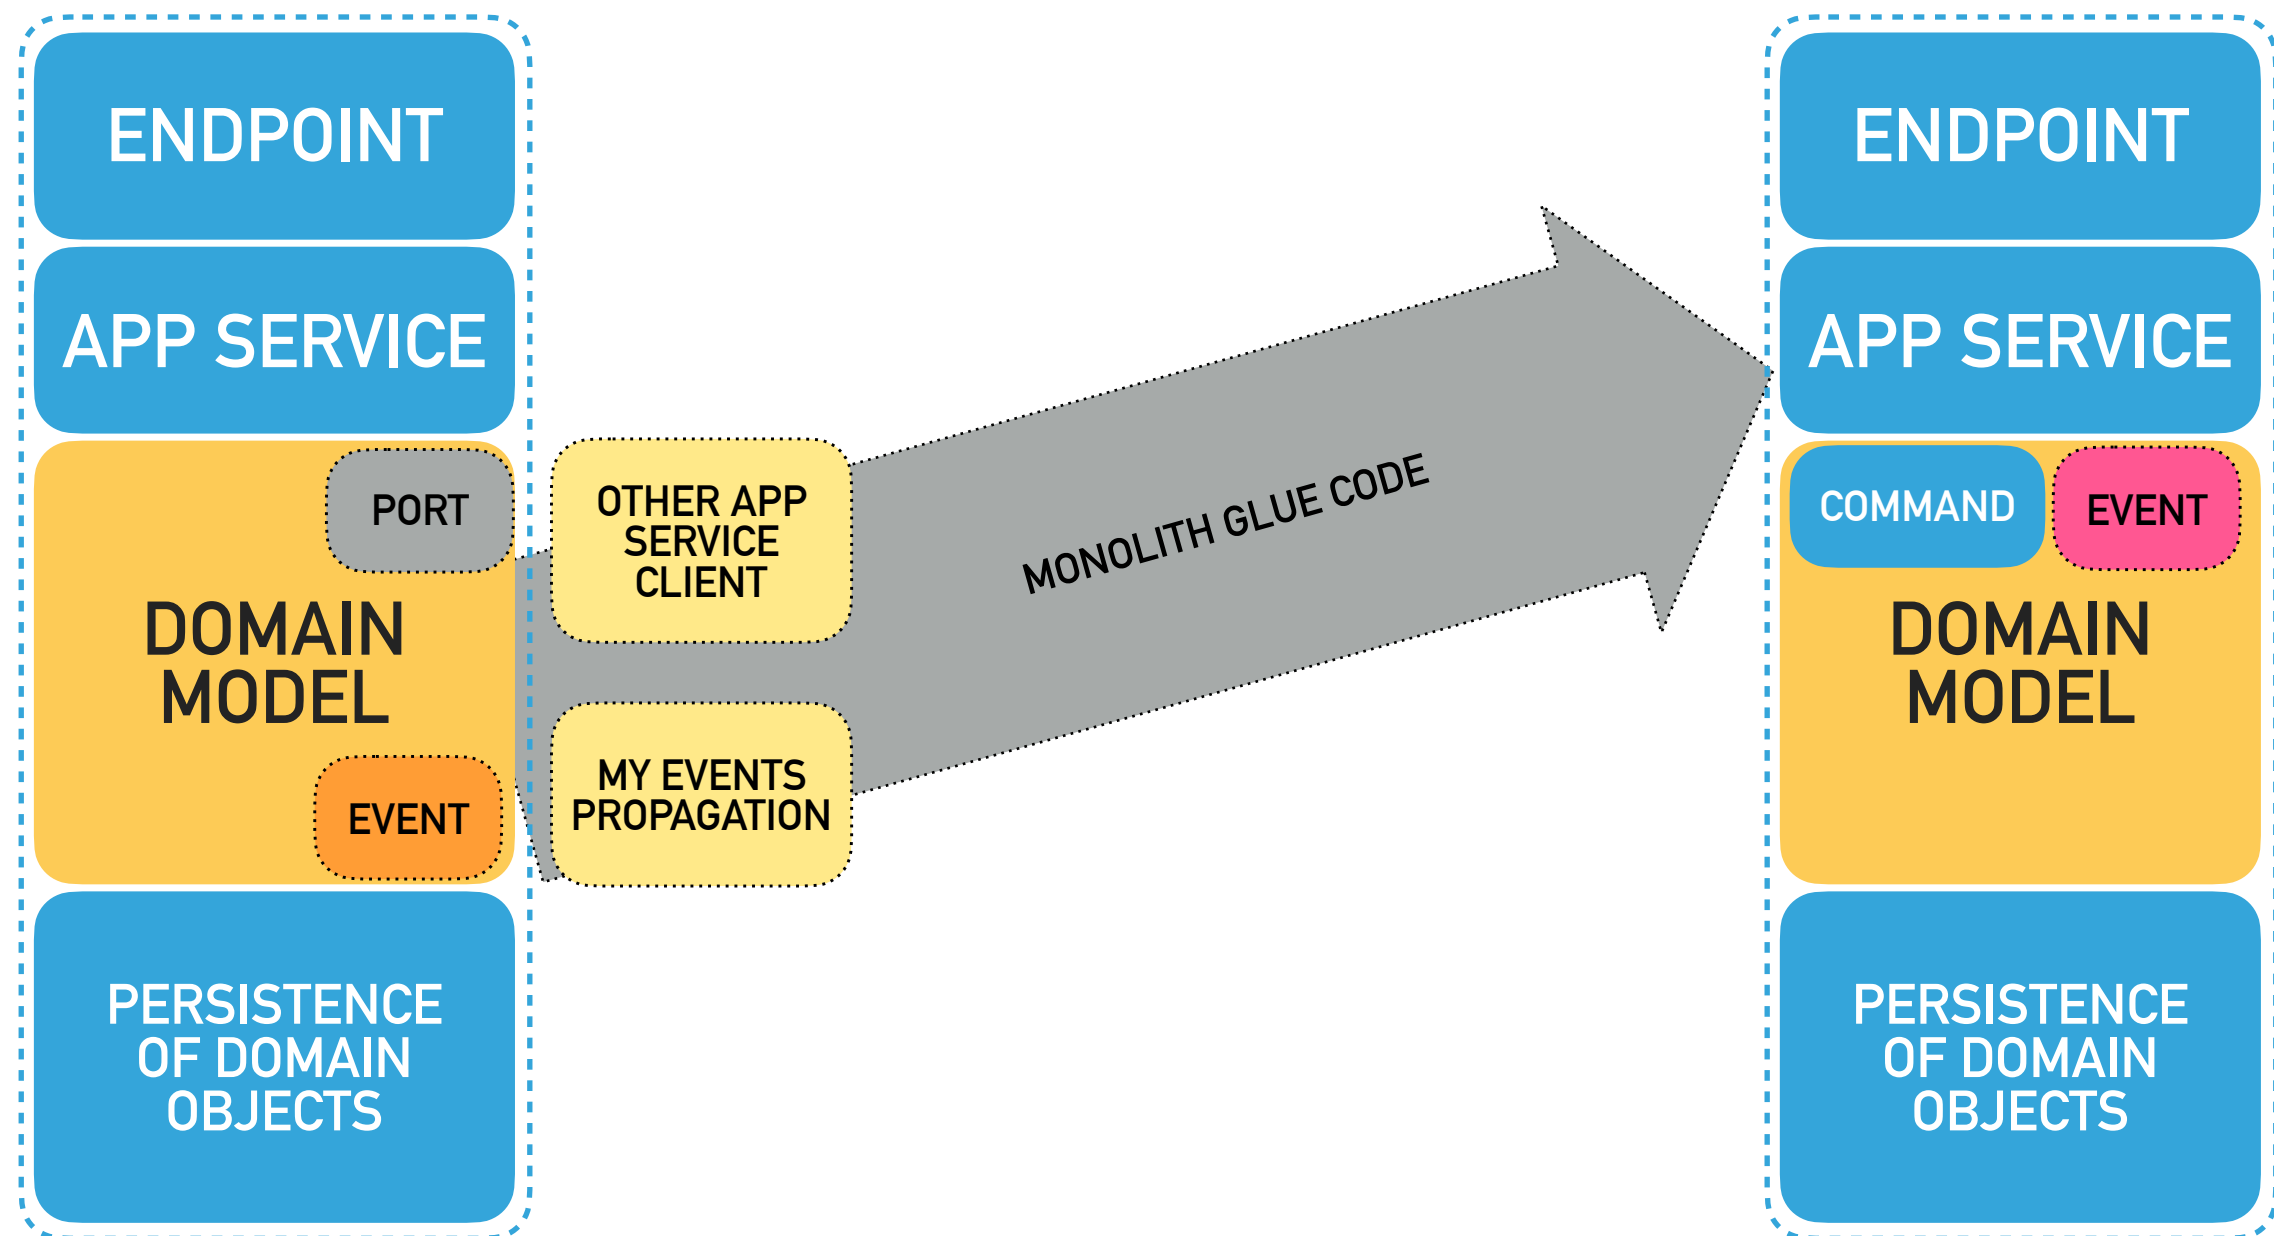 ENDPOINT
APP SERVICE
PORT
DOMAIN
MODEL
EVENT
PERSISTENCE
OF DOMAIN
OBJECTS
OTHER APP
SERVICE
CLIENT
MY EVENTS
PROPAGATION
MONOLITH GLUE CODE
ENDPOINT
APP SERVICE
COMMAND
EVENT
DOMAIN
MODEL
PERSISTENCE
OF DOMAIN
OBJECTS